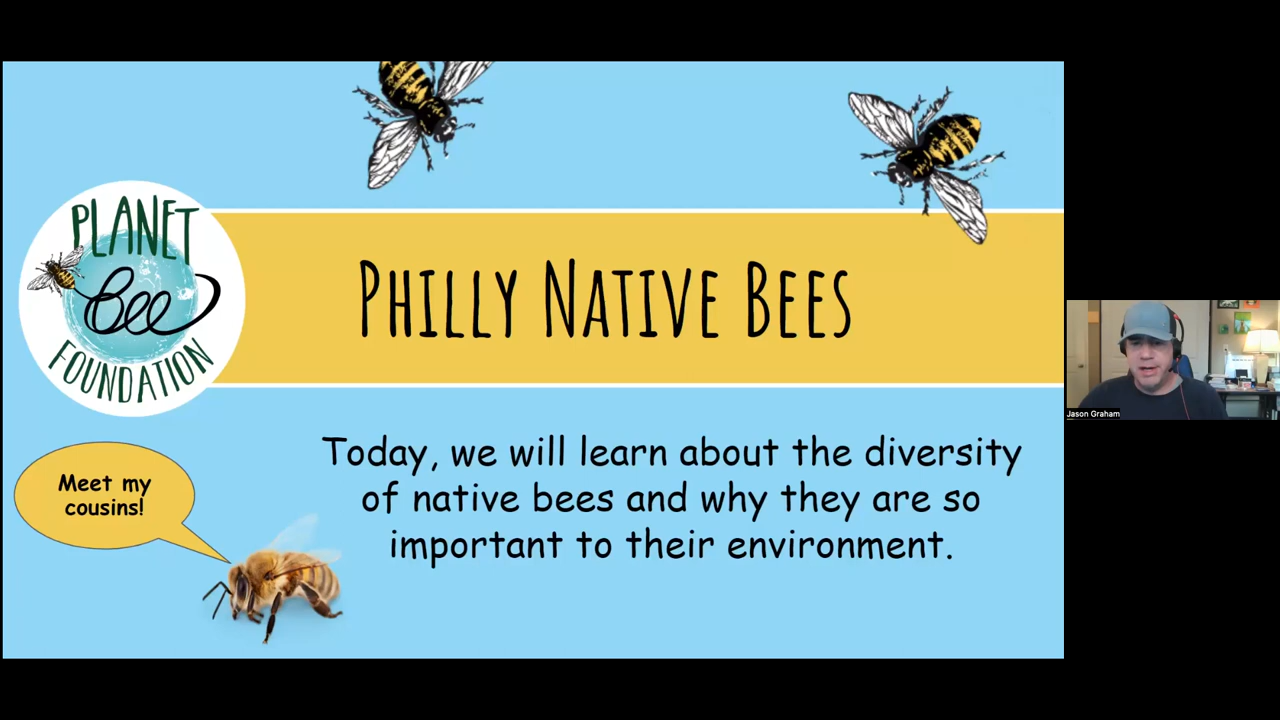 PLANET
Bee
FOUNDATION
PHILLY NATIVE BEES
Meet my
cousins!
Today, we will learn about the diversity
of native bees and why they are so
important to their environment.
Jason Graham